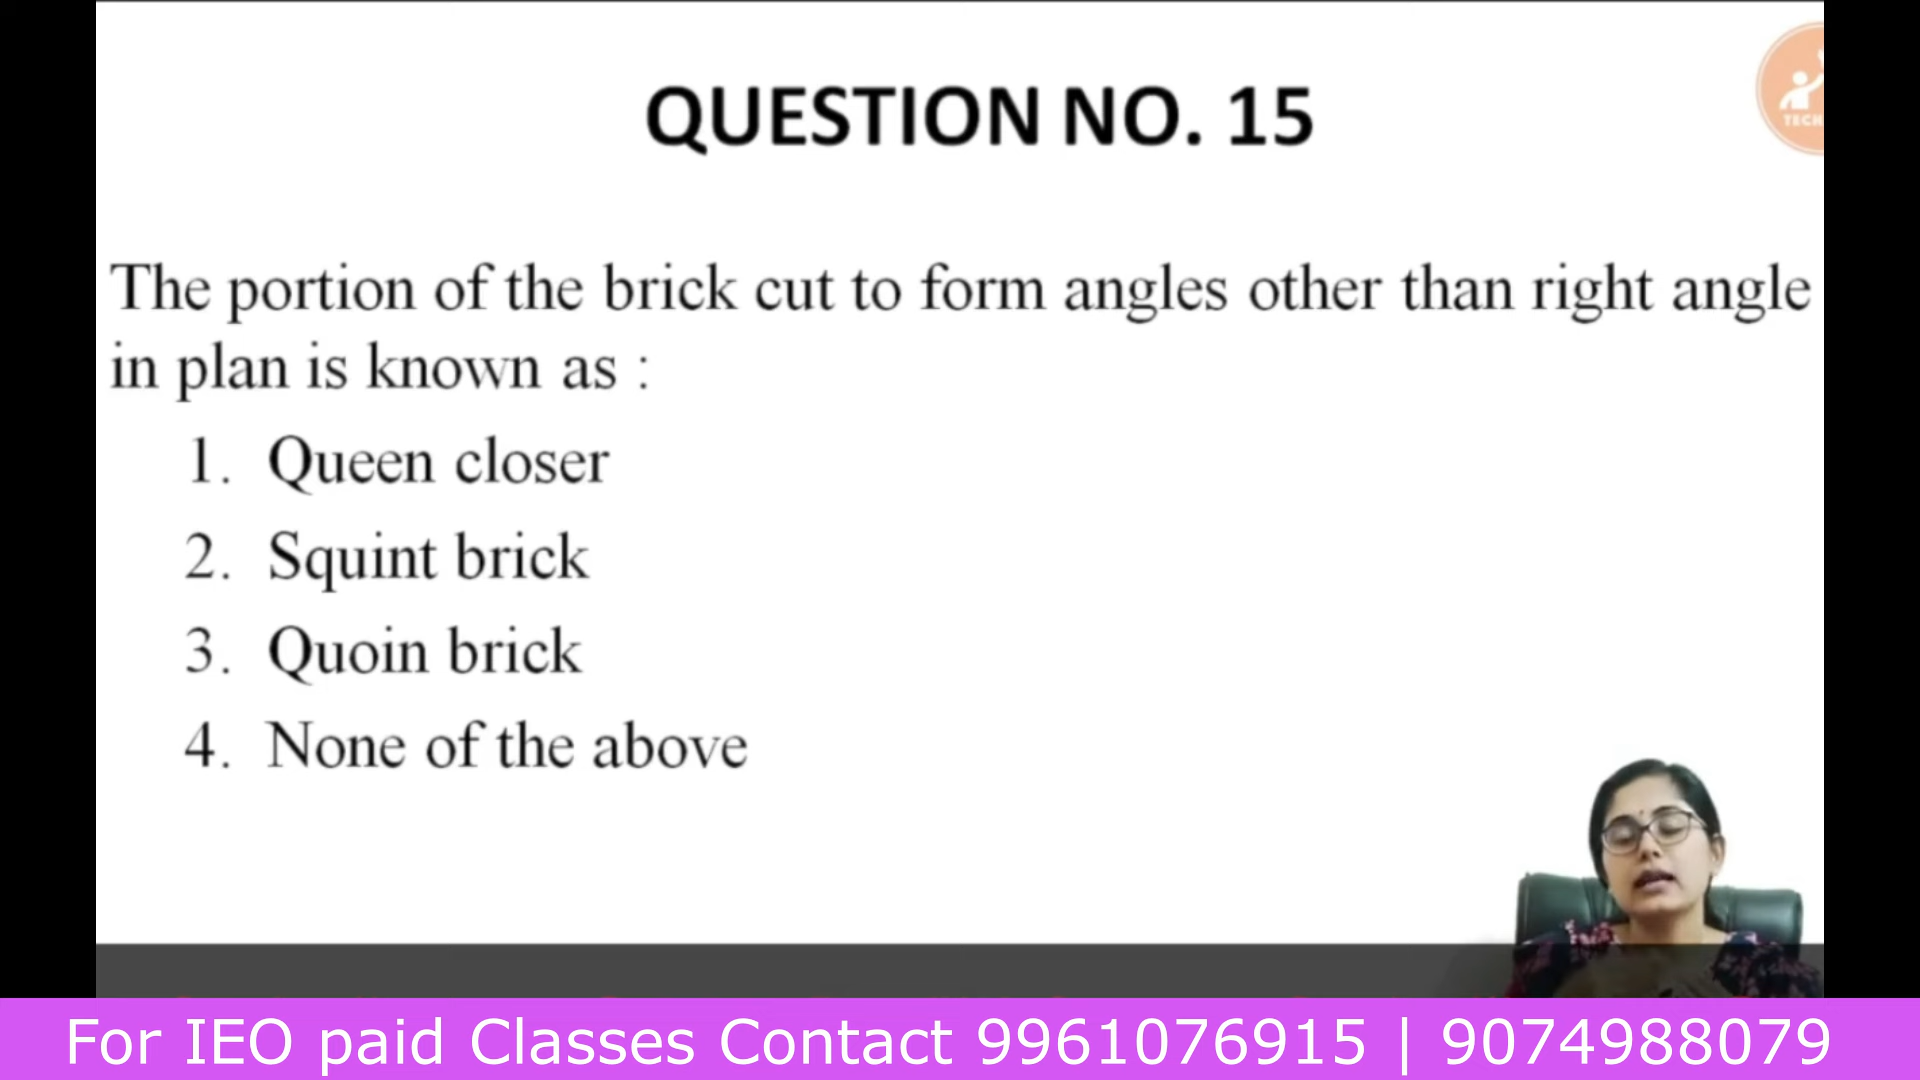 QUESTION NO. 15
TECH
The portion of the brick cut to form angles other than right angle
in plan is known as :
1. Queen closer
2. Squint brick
3. Quoin brick
4. None of the above
For IEO paid Classes Contact 9961076915 | 9074988079